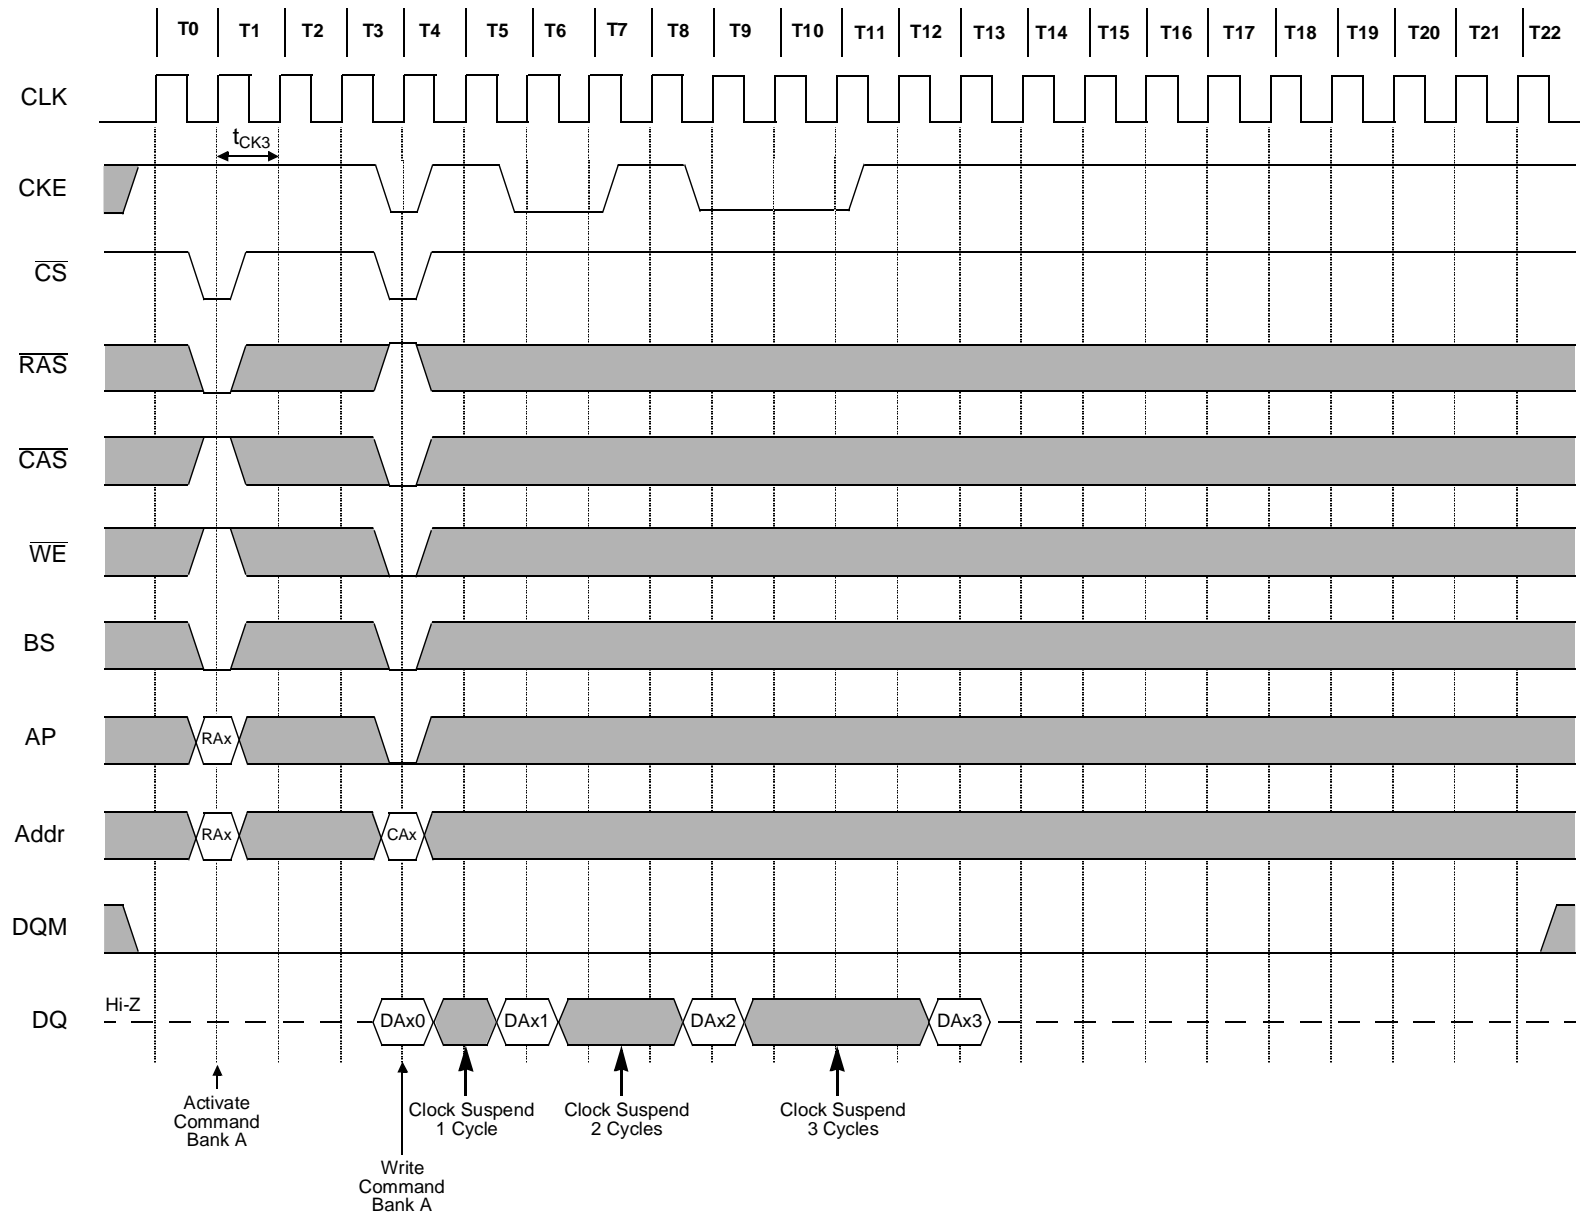 T0 T1 T2 T3 T4 T5 T6 T7 T8 T9 T10 T11 T12 T13 T14 T15 T16 T17 T18 T19 T20 T21 T22
CLK
tCK3
CKE
CS
RAS
CAS
WE
BS
AP
RAx
Addr
RAx CAx
DQM
DQ
Hi-Z
DAx0 DAx1 DAx2 DAx3
Activate
Command
Bank A
Write
Command
Bank A
Clock Suspend
1 Cycle
Clock Suspend
2 Cycles
Clock Suspend
3 Cycles